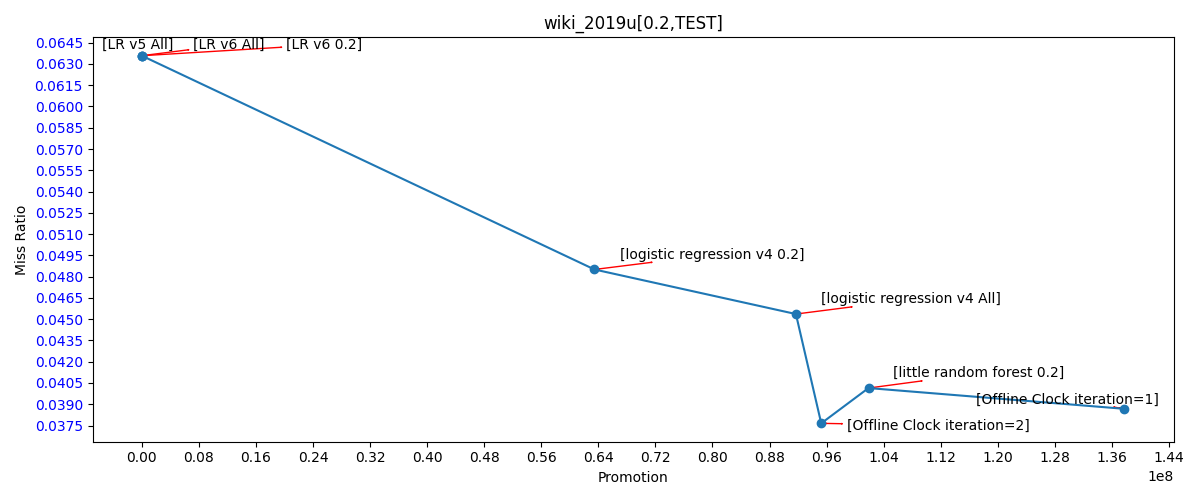 wiki_2019u[0.2,TEST]
0.0645
0.0630
0.0615
0.0600
0.0585
0.0570
0.0555
0.0540
0.0525
0.0510
0.0495
0.0480
0.0465
0.0450
0.0435
0.0420
0.0405
0.0390
0.0375
Miss Ratio
[LR v5 All] [LR v6 All] [LR v6 0.2]
[logistic regression v4 0.2]
[logistic regression v4 All]
[little random forest 0.2]
[Offline Clock iteration=1]
[Offline Clock iteration=2]
0.00 0.08 0.16 0.24 0.32 0.40 0.48 0.56 0.64 0.72 0.80 0.88 0.96 1.04 1.12 1.20 1.28 1.36 1.44
1e8
Promotion